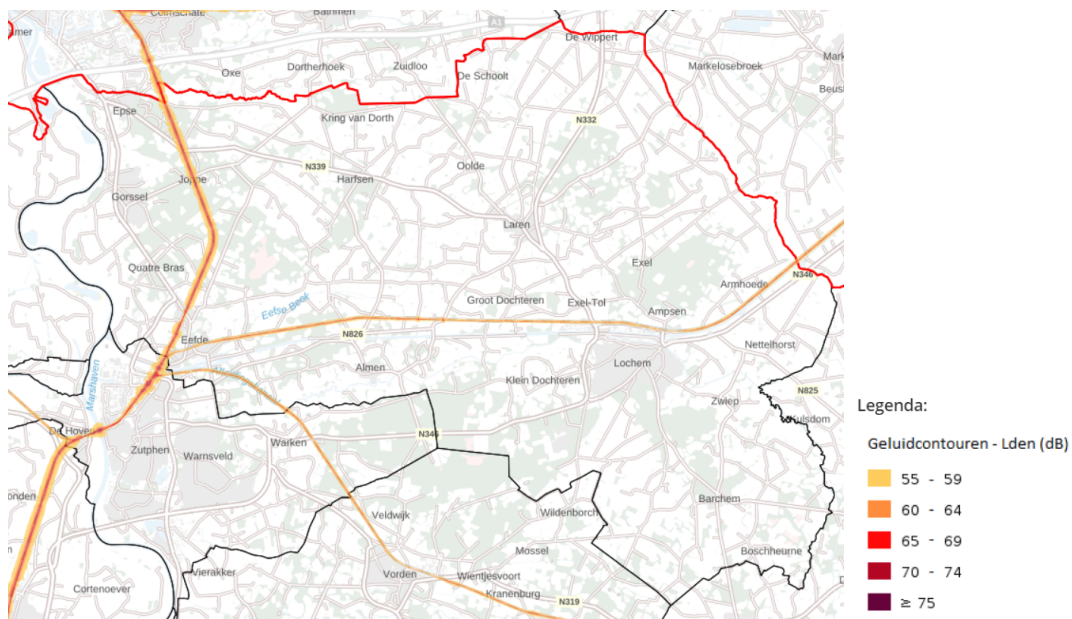 Colmschate
Bathmen
A1
De Wippert
Oxe
Dortherhoek
Zuidloo
De Schoolt
Markelosebroek
Epse
Kring van Dorth
N332
N339
Oolde
Joppe
Harfsen
Gorssel
Laren
Quatre Bras
Exel
N346
Armhoede
Eefse Beek
Groot Dochteren
Exel-Tol
Ampsen
Eefde
N826
Nettelhorst
Marshaven
Almen
Lochem
Klein Dochteren
N825
Zwiep
Legenda:
De Hoven
N346
Warken
Geluidcontouren - Lden (dB)
Zutphen
Warnsveld
55 - 59
Barchem
60 - 64
Veldwijk
Wildenborch
65 - 69
Mossel
Boschheurne
70 - 74
Vierakker
Vorden
Wientjesvoort
Cortenoever
Kranenburg
N319
≥ 75